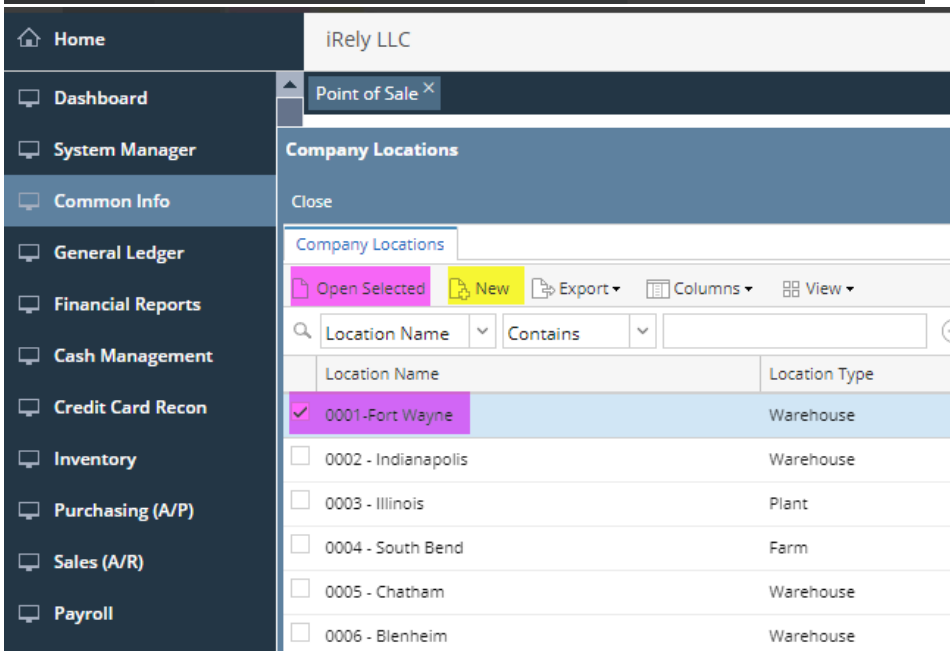 Home
iRely LLC
Dashboard
Point of Sale ×
System Manager
Company Locations
Common Info
Close
General Ledger
Company Locations
Financial Reports
Open Selected New Export Columns View
Cash Management
Location Name Contains
Location Name Location Type
Credit Card Recon
0001-Fort Wayne Warehouse
Inventory
0002 - Indianapolis Warehouse
Purchasing (A/P)
0003 - Illinois Plant
Sales (A/R)
0004 - South Bend Farm
0005 - Chatham Warehouse
Payroll
0006 - Blenheim Warehouse